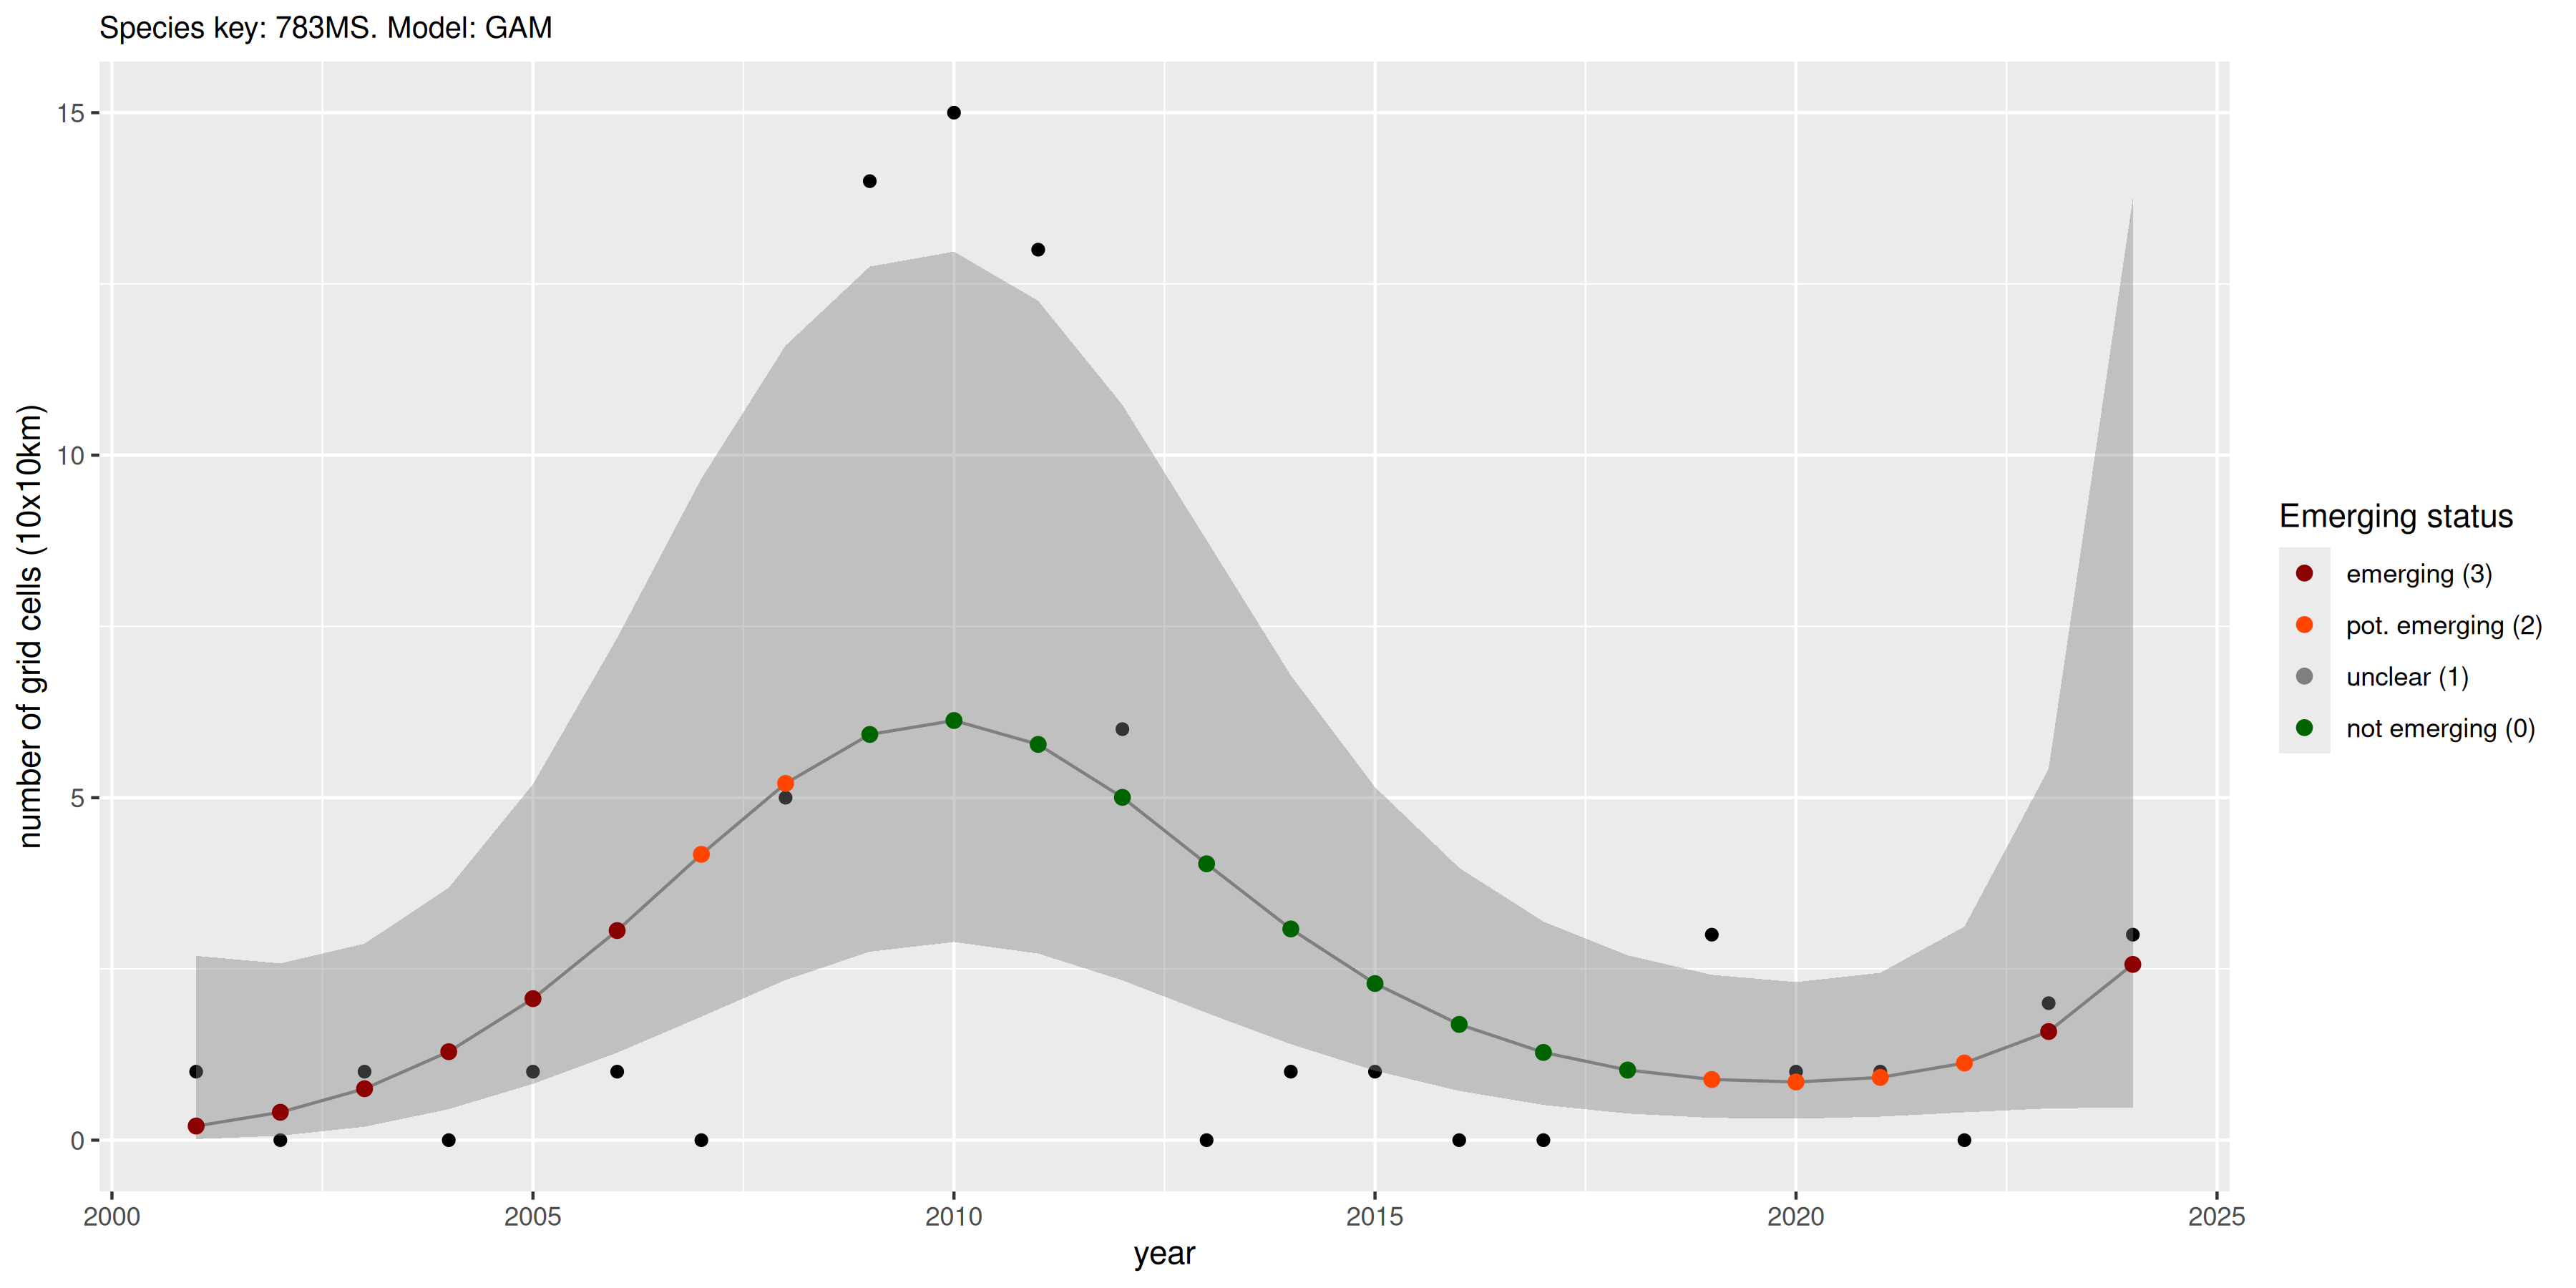 Species key: 783MS. Model: GAM
15
10
5
0
number of grid cells (10x10km)
2000 2005 2010 2015 2020 2025
year
Emerging status
emerging (3)
pot. emerging (2)
unclear (1)
not emerging (0)